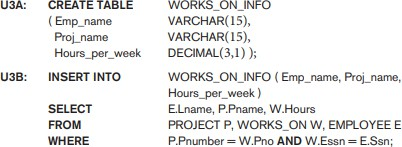 U3A: CREATE TABLE WORKS_ON_INFO
( Emp_name VARCHAR(15),
Proj_name VARCHAR(15),
Hours_per_week DECIMAL(3,1) );
U3B: INSERT INTO WORKS_ON_INFO ( Emp_name, Proj_name,
Hours_per_week )
SELECT E.Lname, P.Pname, W.Hours
FROM PROJECT P, WORKS_ON W, EMPLOYEE E
WHERE P.Pnumber = W.Pno AND W.Essn = E.Ssn;